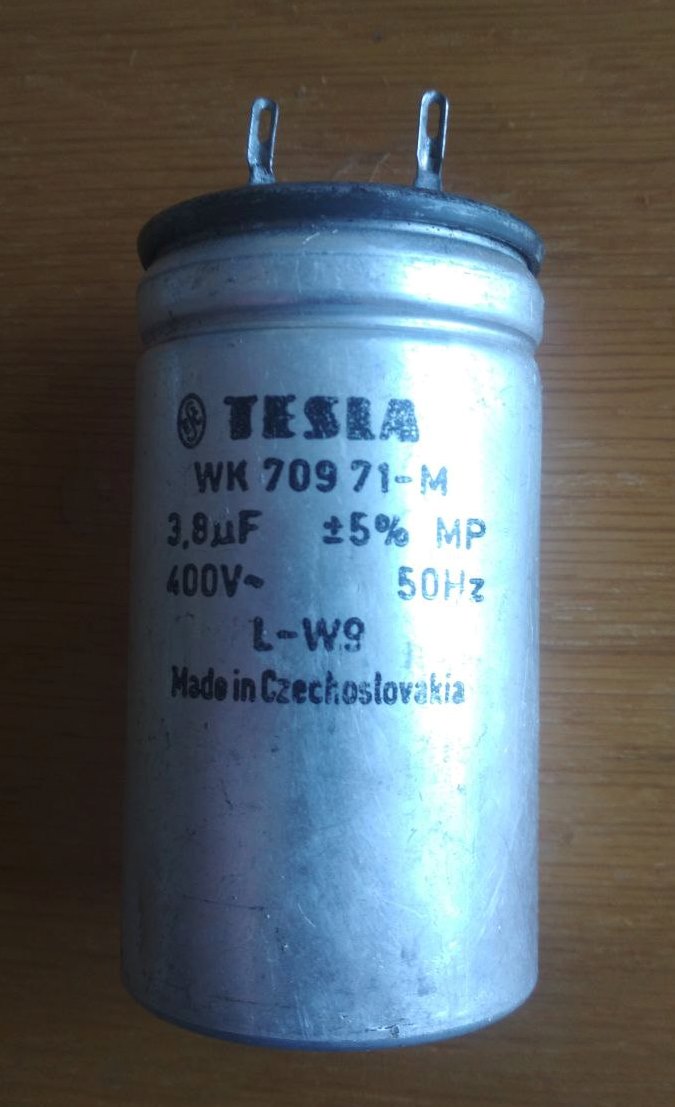 TESLA
WK 709 71-M
3,8µF ±5% MP
400V~ 50Hz
L-W9
Made in Czechoslovakia